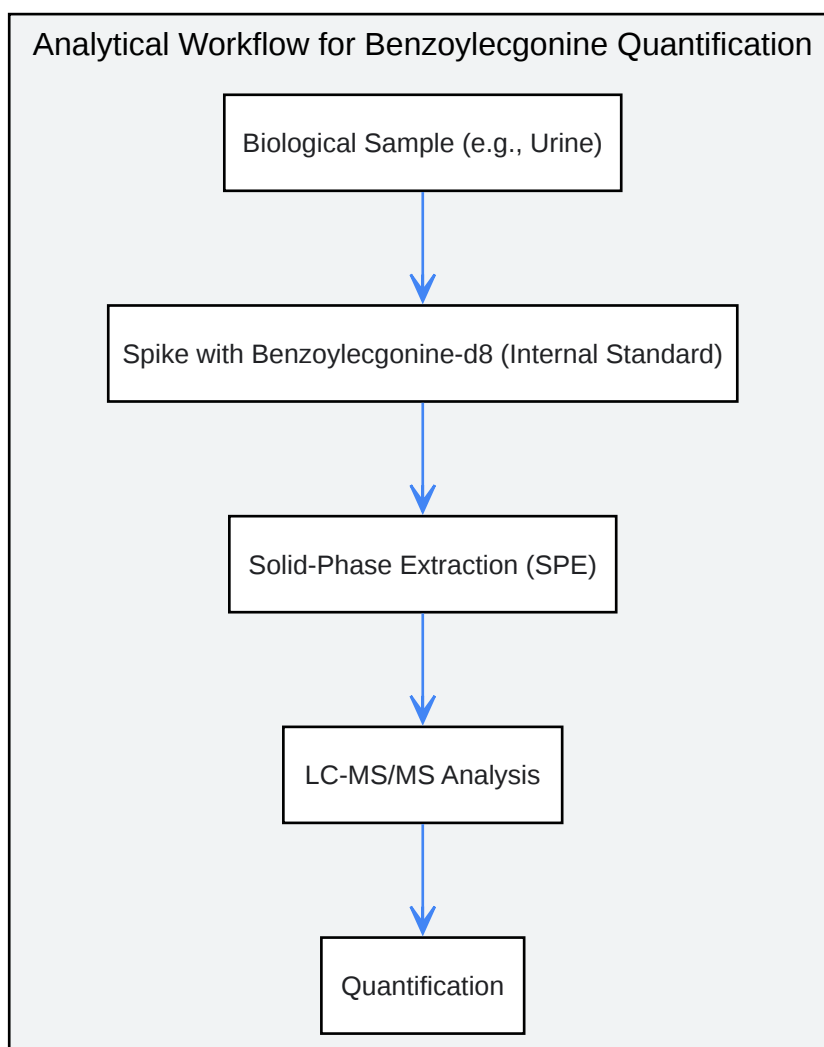 Analytical Workflow for Benzoylecgonine Quantification
Biological Sample (e.g., Urine)
Spike with Benzoylecgonine-d8 (Internal Standard)
Solid-Phase Extraction (SPE)
LC-MS/MS Analysis
Quantification